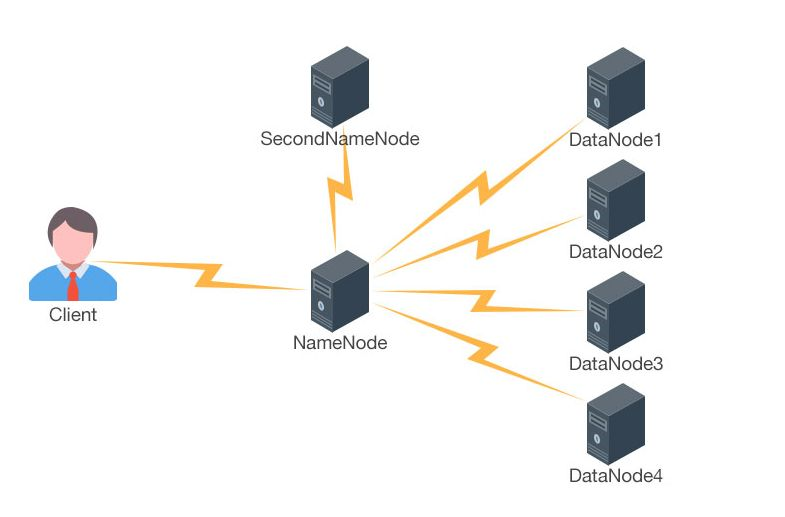 SecondNameNode
DataNode1
DataNode2
Client
NameNode
DataNode3
DataNode4